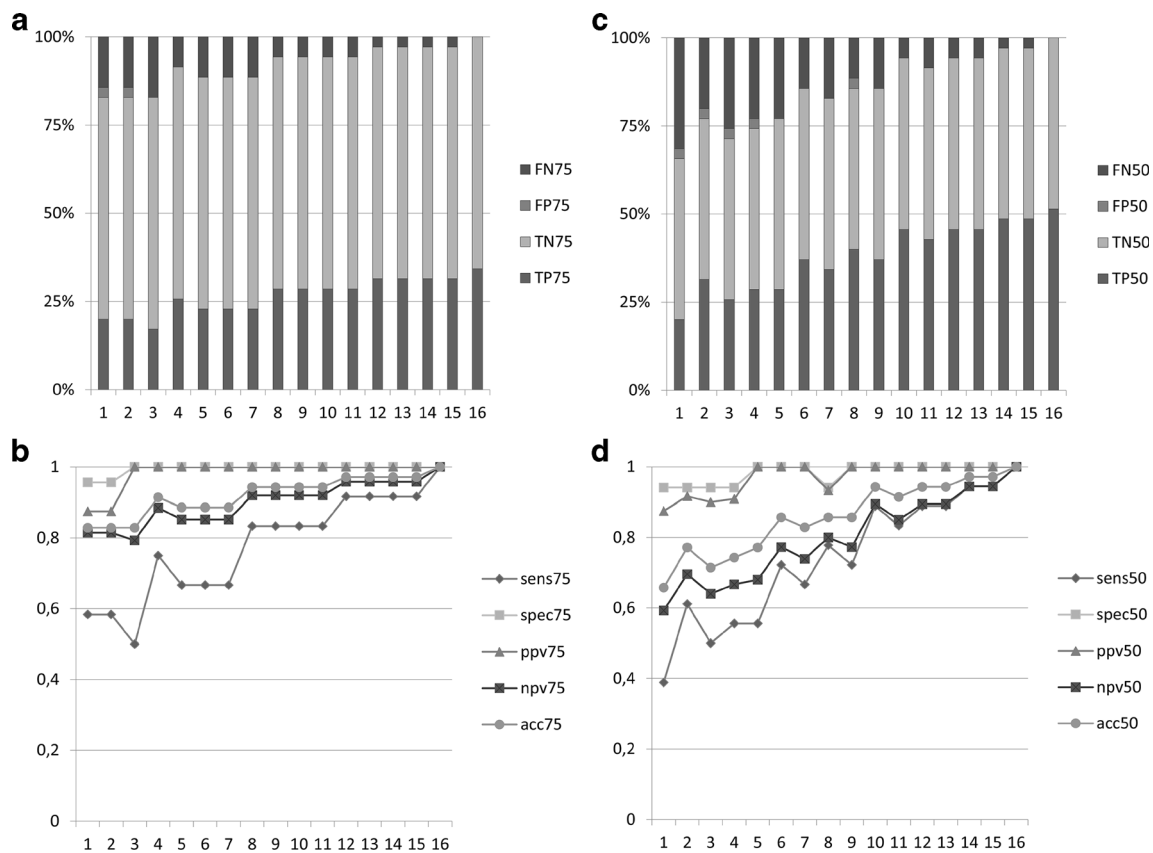 a
100%
75%
50%
25%
0%
1 2 3 4 5 6 7 8 9 10 11 12 13 14 15 16
FN75
FP75
TN75
TP75
c
100%
75%
50%
25%
0%
1 2 3 4 5 6 7 8 9 10 11 12 13 14 15 16
FN50
FP50
TN50
TP50
b
1
0,8
0,6
0,4
0,2
0
1 2 3 4 5 6 7 8 9 10 11 12 13 14 15 16
sens75
spec75
ppv75
npv75
acc75
d
1
0,8
0,6
0,4
0,2
0
1 2 3 4 5 6 7 8 9 10 11 12 13 14 15 16
sens50
spec50
ppv50
npv50
acc50